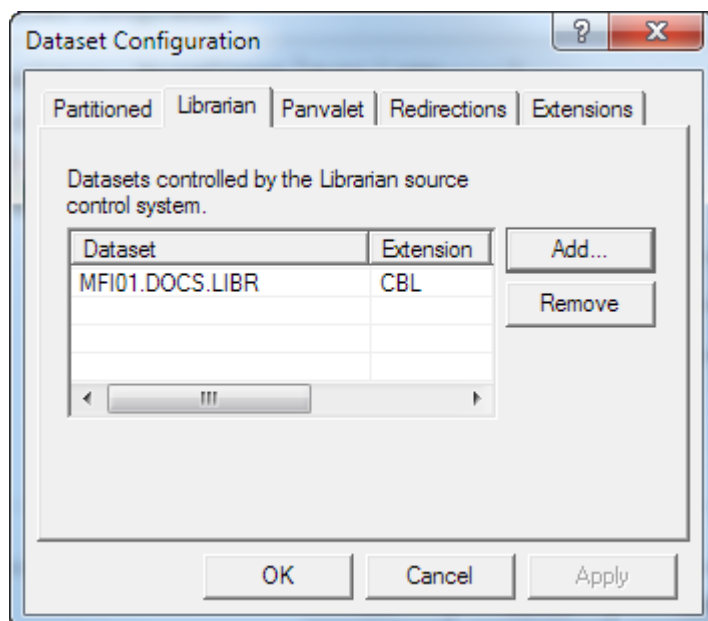 Dataset Configuration
?
X
Partitioned Librarian Panvalet Redirections Extensions
Datasets controlled by the Librarian source
control system.
Dataset Extension
MFI01.DOCS.LIBR CBL
Add...
Remove
OK Cancel Apply